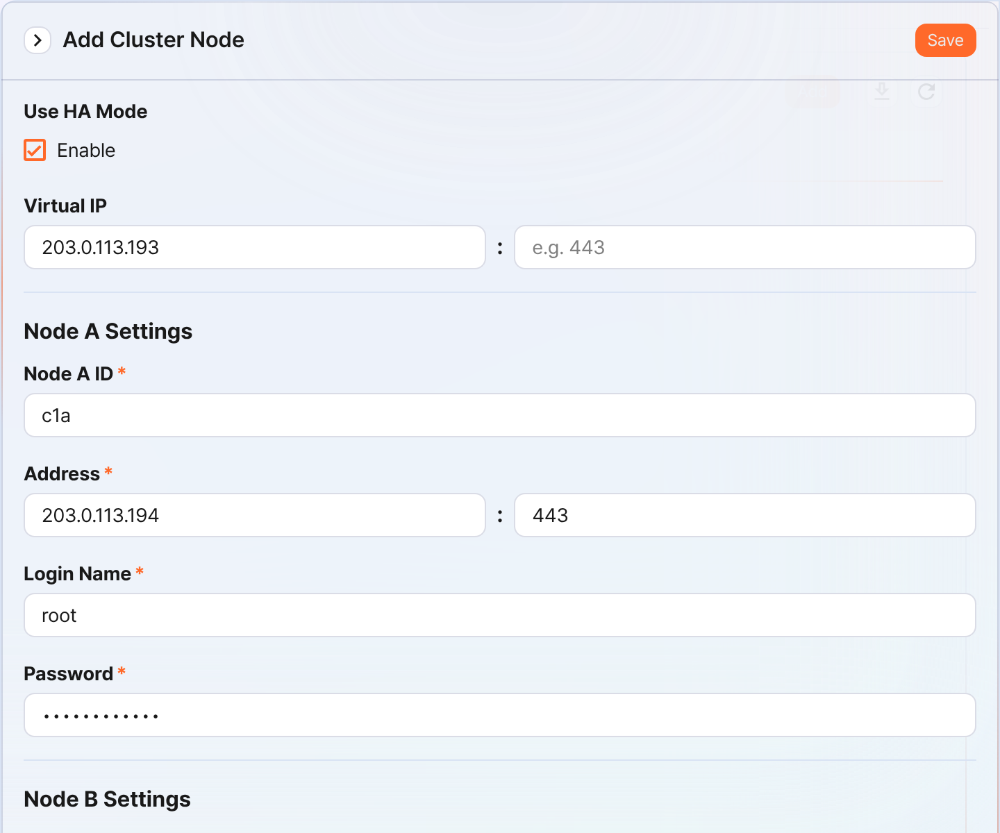 Add Cluster Node
Save
Use HA Mode
Enable
Virtual IP
203.0.113.193 : e.g. 443
Node A Settings
Node A ID *
c1a
Address *
203.0.113.194 : 443
Login Name *
root
Password *
••••••••••••
Node B Settings